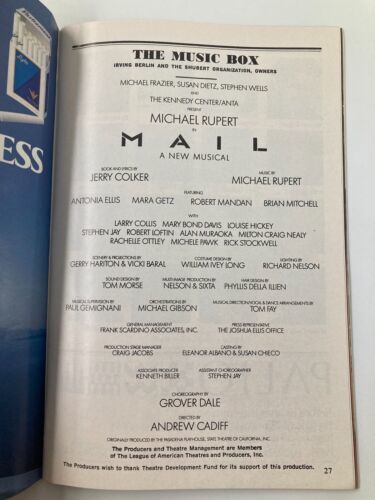 ESS
THE MUSIC BOX
IRVING BERLIN AND THE SHUBERT ORGANIZATION, OWNERS
MICHAEL FRAZIER, SUSAN DIETZ, STEPHEN WELLS
AND
THE KENNEDY CENTER/ANTA
PRESENT
MICHAEL RUPERT
IN
MAIL
A NEW MUSICAL
BOOK AND LYRICS BY MUSIC BY
JERRY COLKER MICHAEL RUPERT
FEATURING
ANTONIA ELLIS MARA GETZ ROBERT MANDAN BRIAN MITCHELL
WITH
LARRY COLLIS MARY BOND DAVIS LOUISE HICKEY
STEPHEN JAY ROBERT LOFTIN ALAN MURAOKA MILTON CRAIG NEALY
RACHELLE OTTLEY MICHELE PAWK RICK STOCKWELL
SCENERY & PROJECTIONS BY COSTUME DESIGN BY LIGHTING BY
GERRY HARITON & VICKI BARAL WILLIAM IVEY LONG RICHARD NELSON
SOUND DESIGN BY MULTI-IMAGE PRODUCTION BY HAIR DESIGN BY
TOM MORSE NELSON & SIXTA PHYLLIS DELLA ILLIEN
MUSICAL SUPERVISION BY ORCHESTRATIONS BY MUSICAL DIRECTION/VOCAL & DANCE ARRANGEMENTS BY
PAUL GEMIGNANI MICHAEL GIBSON TOM FAY
GENERAL MANAGEMENT PRESS REPRESENTATIVE
FRANK SCARDINO ASSOCIATES, INC. THE JOSHUA ELLIS OFFICE
PRODUCTION STAGE MANAGER CASTING BY
CRAIG JACOBS ELEANOR ALBANO & SUSAN CHIECO
ASSOCIATE PRODUCER ASSISTANT CHOREOGRAPHER
KENNETH BILLER STEPHEN JAY
CHOREOGRAPHY BY
GROVER DALE
DIRECTED BY
ANDREW CADIFF
ORIGINALLY PRODUCED BY THE PASADENA PLAYHOUSE, STATE THEATRE OF CALIFORNIA, INC.
The Producers and Theatre Management are Members
of The League of American Theatres and Producers, Inc.
The Producers wish to thank Theatre Development Fund for its support of this production.
27